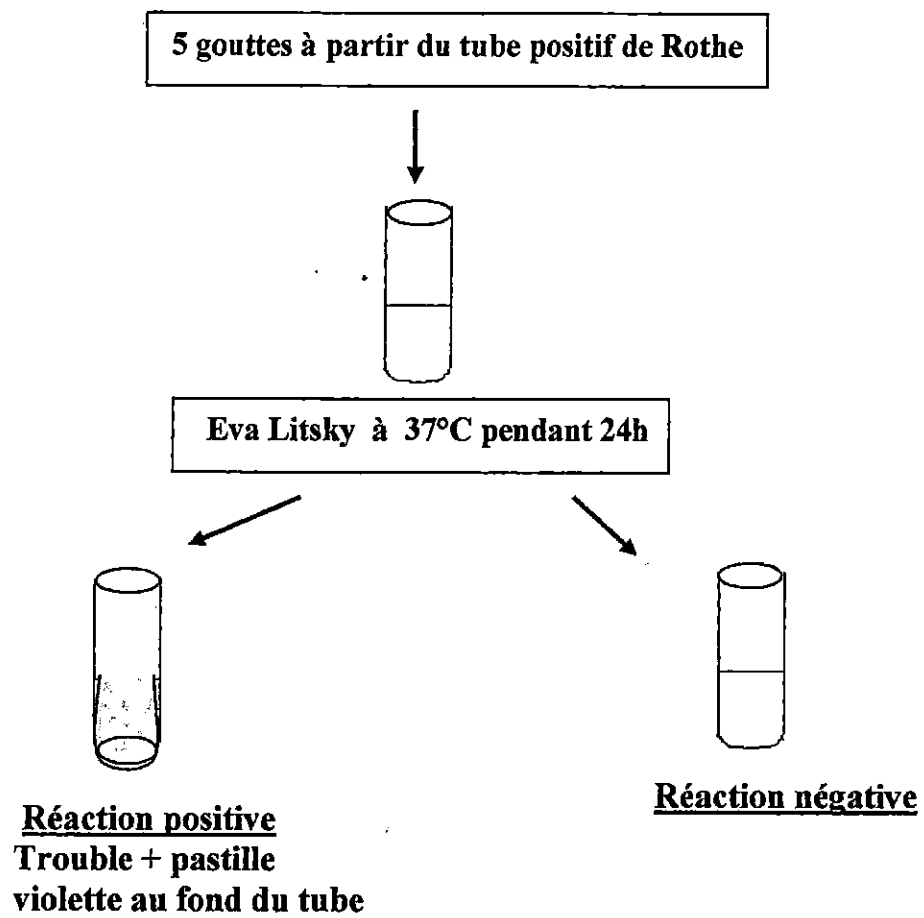 5 gouttes à partir du tube positif de Rothe
Eva Litsky à 37°C pendant 24h
Réaction positive
Trouble + pastille
violette au fond du tube
Réaction négative